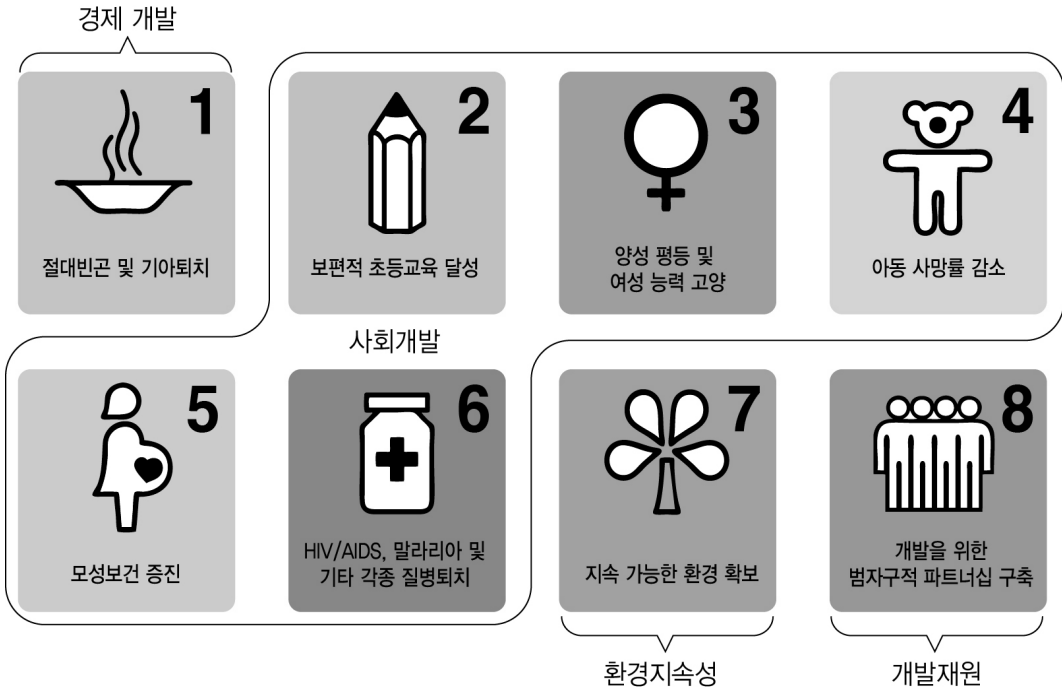 경제 개발
1
절대빈곤 및 기아퇴치
2
보편적 초등교육 달성
3
양성 평등 및
여성 능력 고양
4
아동 사망률 감소
사회개발
5
모성보건 증진
6
HIV/AIDS, 말라리아 및
기타 각종 질병퇴치
7
지속 가능한 환경 확보
8
개발을 위한
범자구적 파트너십 구축
환경지속성
개발재원